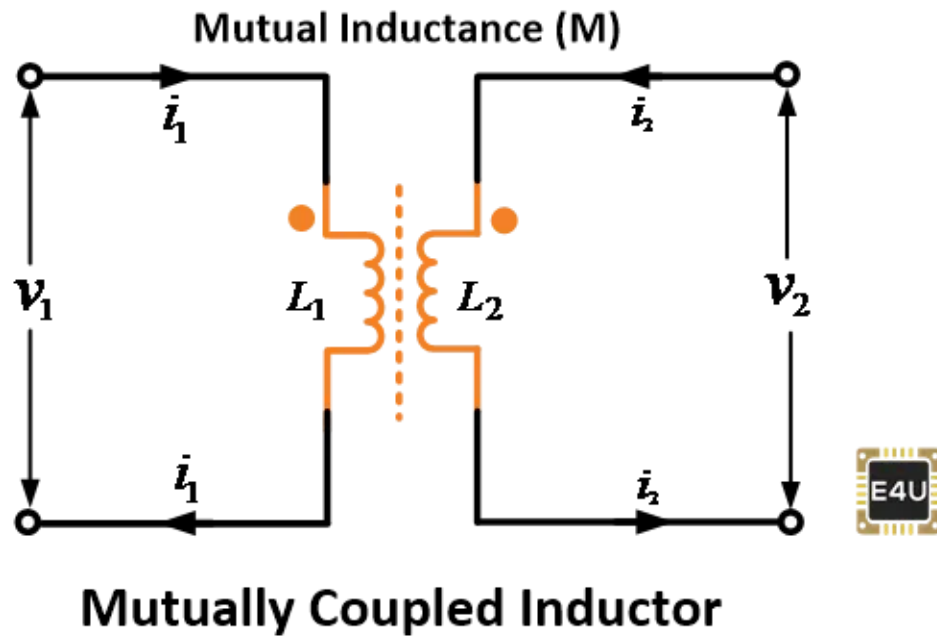 Mutual Inductance (M)
i₁
i₂
v₁
L₁
L₂
v₂
i₁
i₂
E4U
Mutually Coupled Inductor